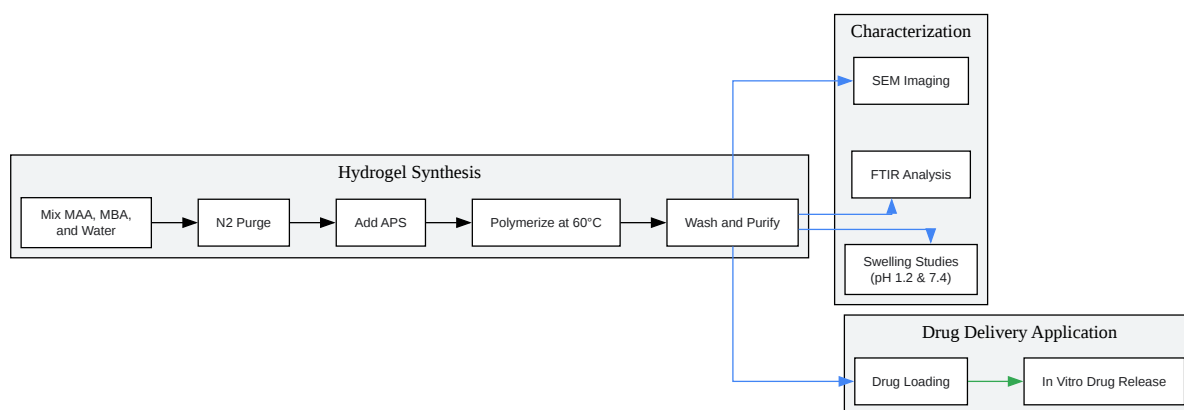 Characterization
SEM Imaging
FTIR Analysis
Swelling Studies
(pH 1.2 & 7.4)
Hydrogel Synthesis
Mix MAA, MBA,
and Water
N2 Purge
Add APS
Polymerize at 60°C
Wash and Purify
Drug Delivery Application
Drug Loading
In Vitro Drug Release